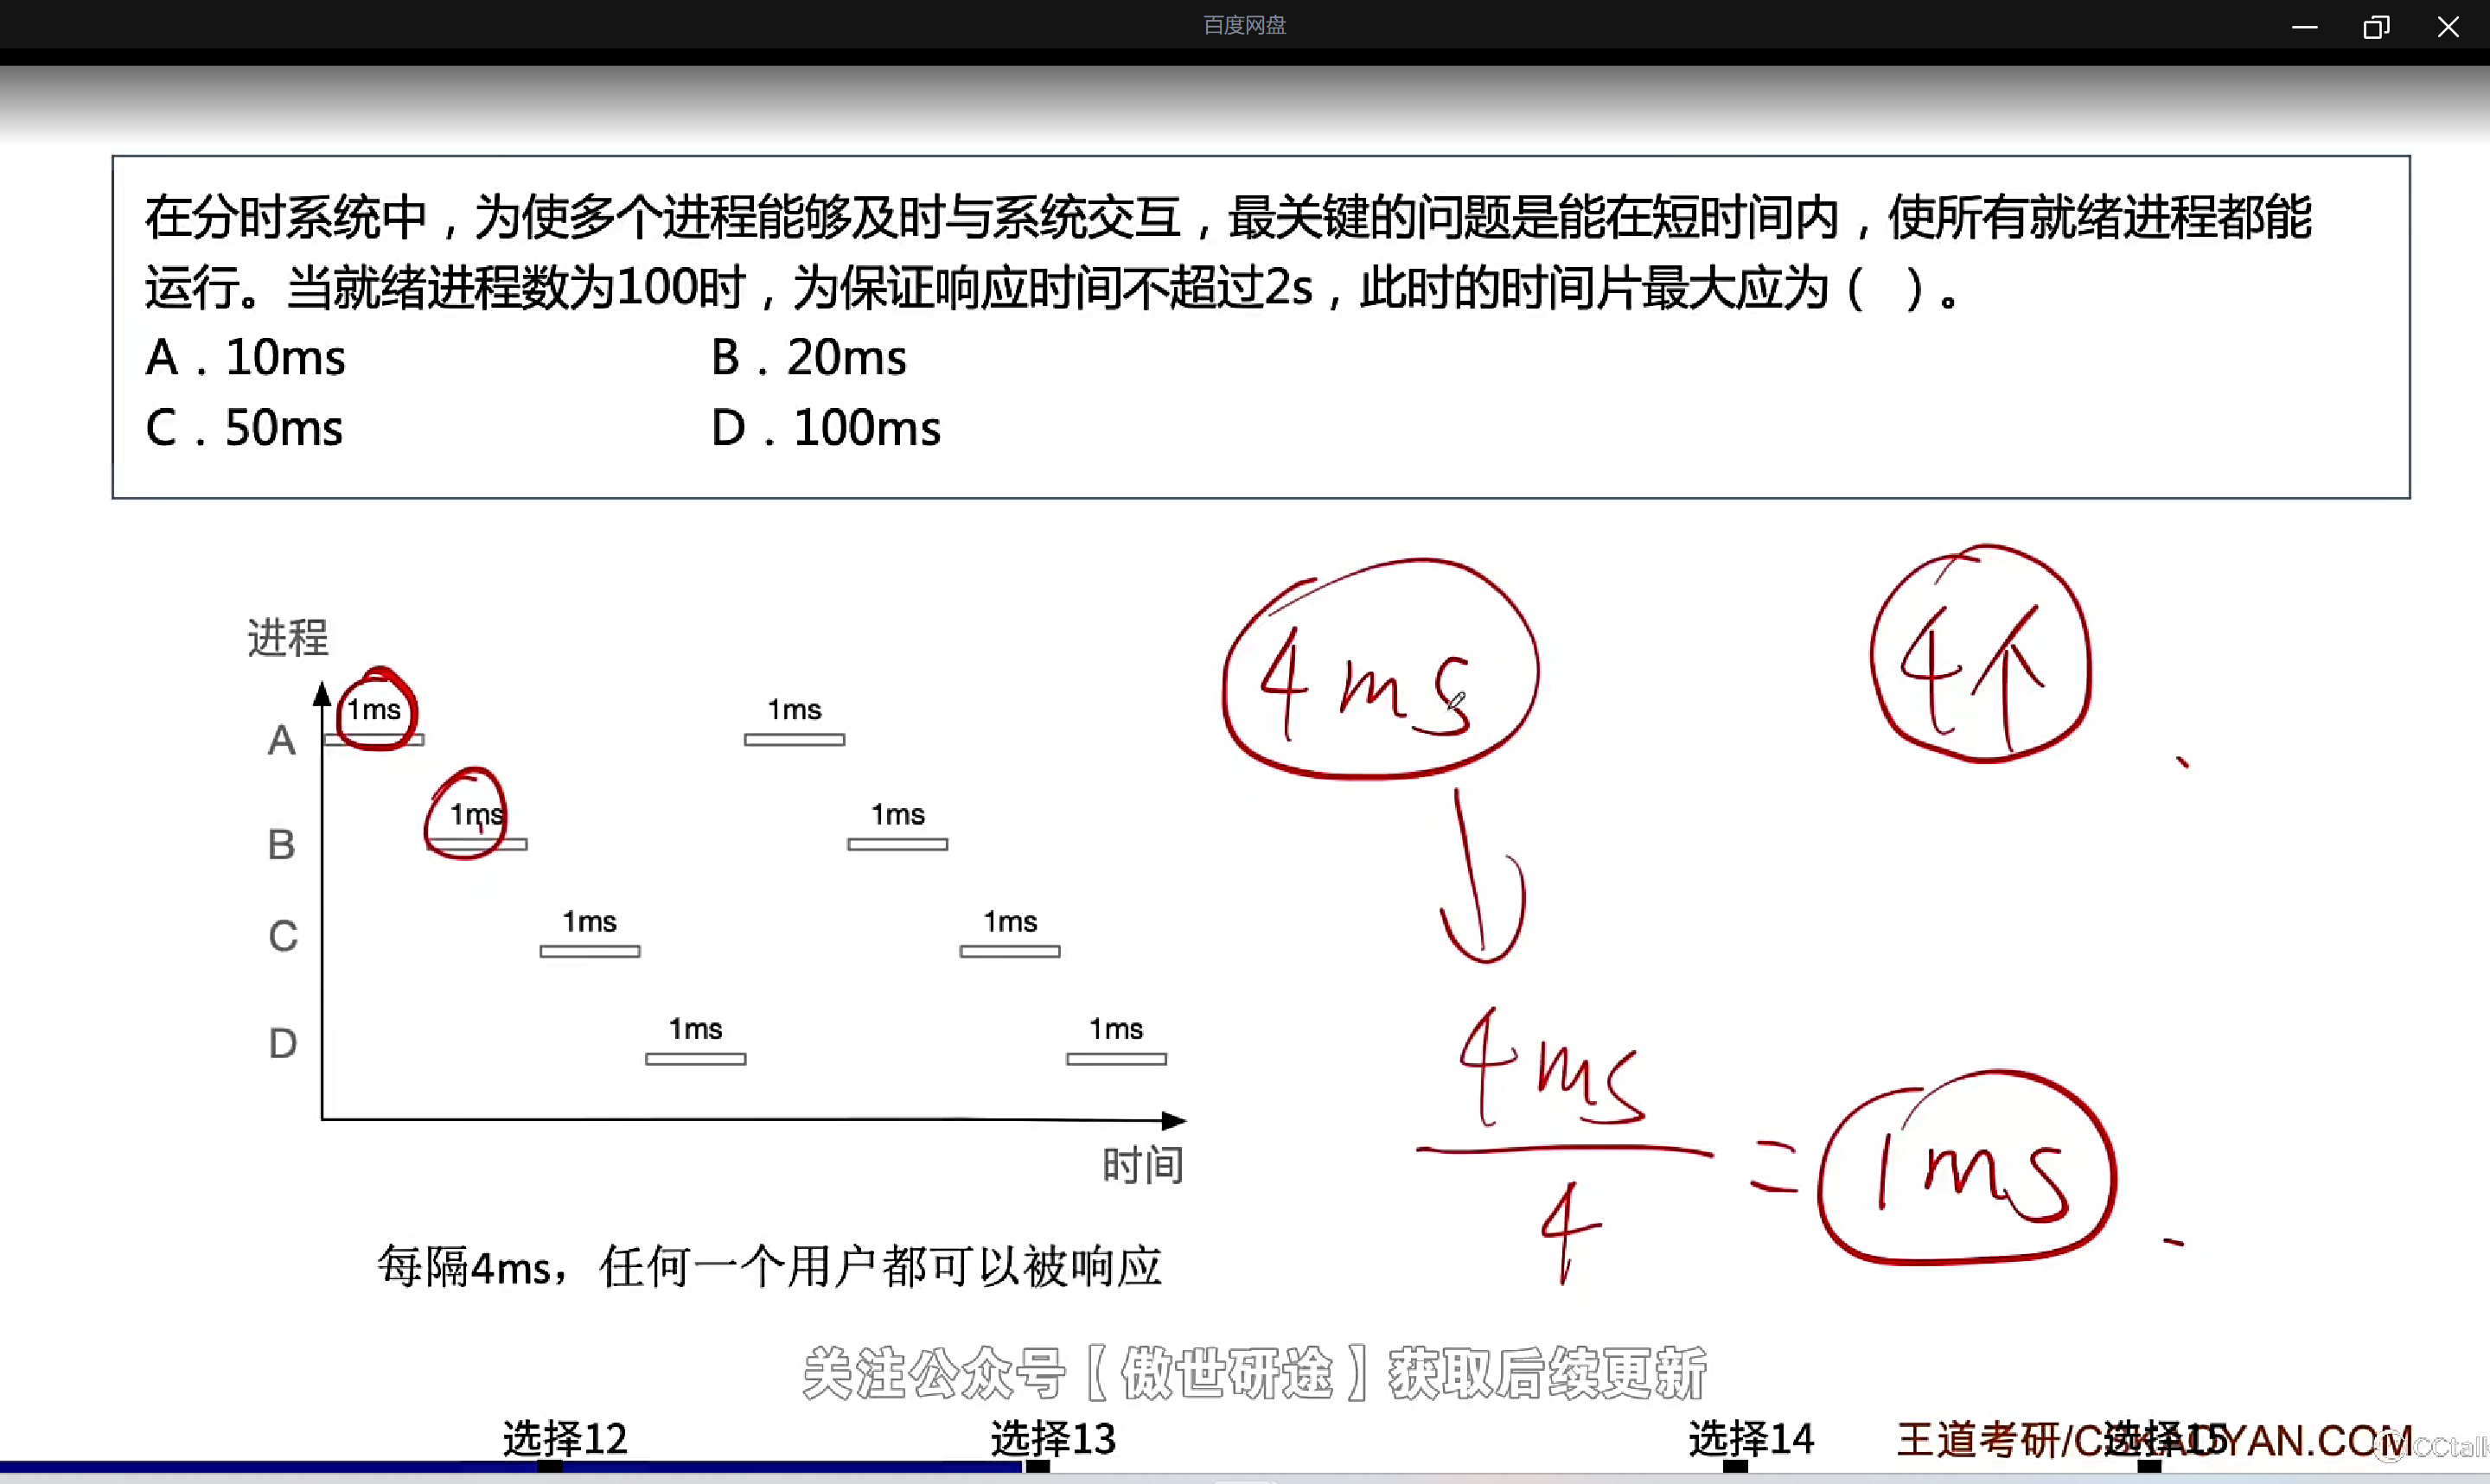 百度网盘
在分时系统中，为使多个进程能够及时与系统交互，最关键的问题是能在短时间内，使所有就绪进程都能
运行。当就绪进程数为100时，为保证响应时间不超过2s，此时的时间片最大应为（ ）。
A．10ms B．20ms
C．50ms D．100ms
4ms 4个
进程
1ms 1ms
A
1ms 1ms
B
1ms 1ms
C
1ms 1ms
D
时间
4ms
4
=1ms
每隔4ms，任何一个用户都可以被响应
关注公众号【傲世研途】获取后续更新
选择12 选择13 选择14 选择15
王道考研/CSKAOYAN.COM
CCtalk